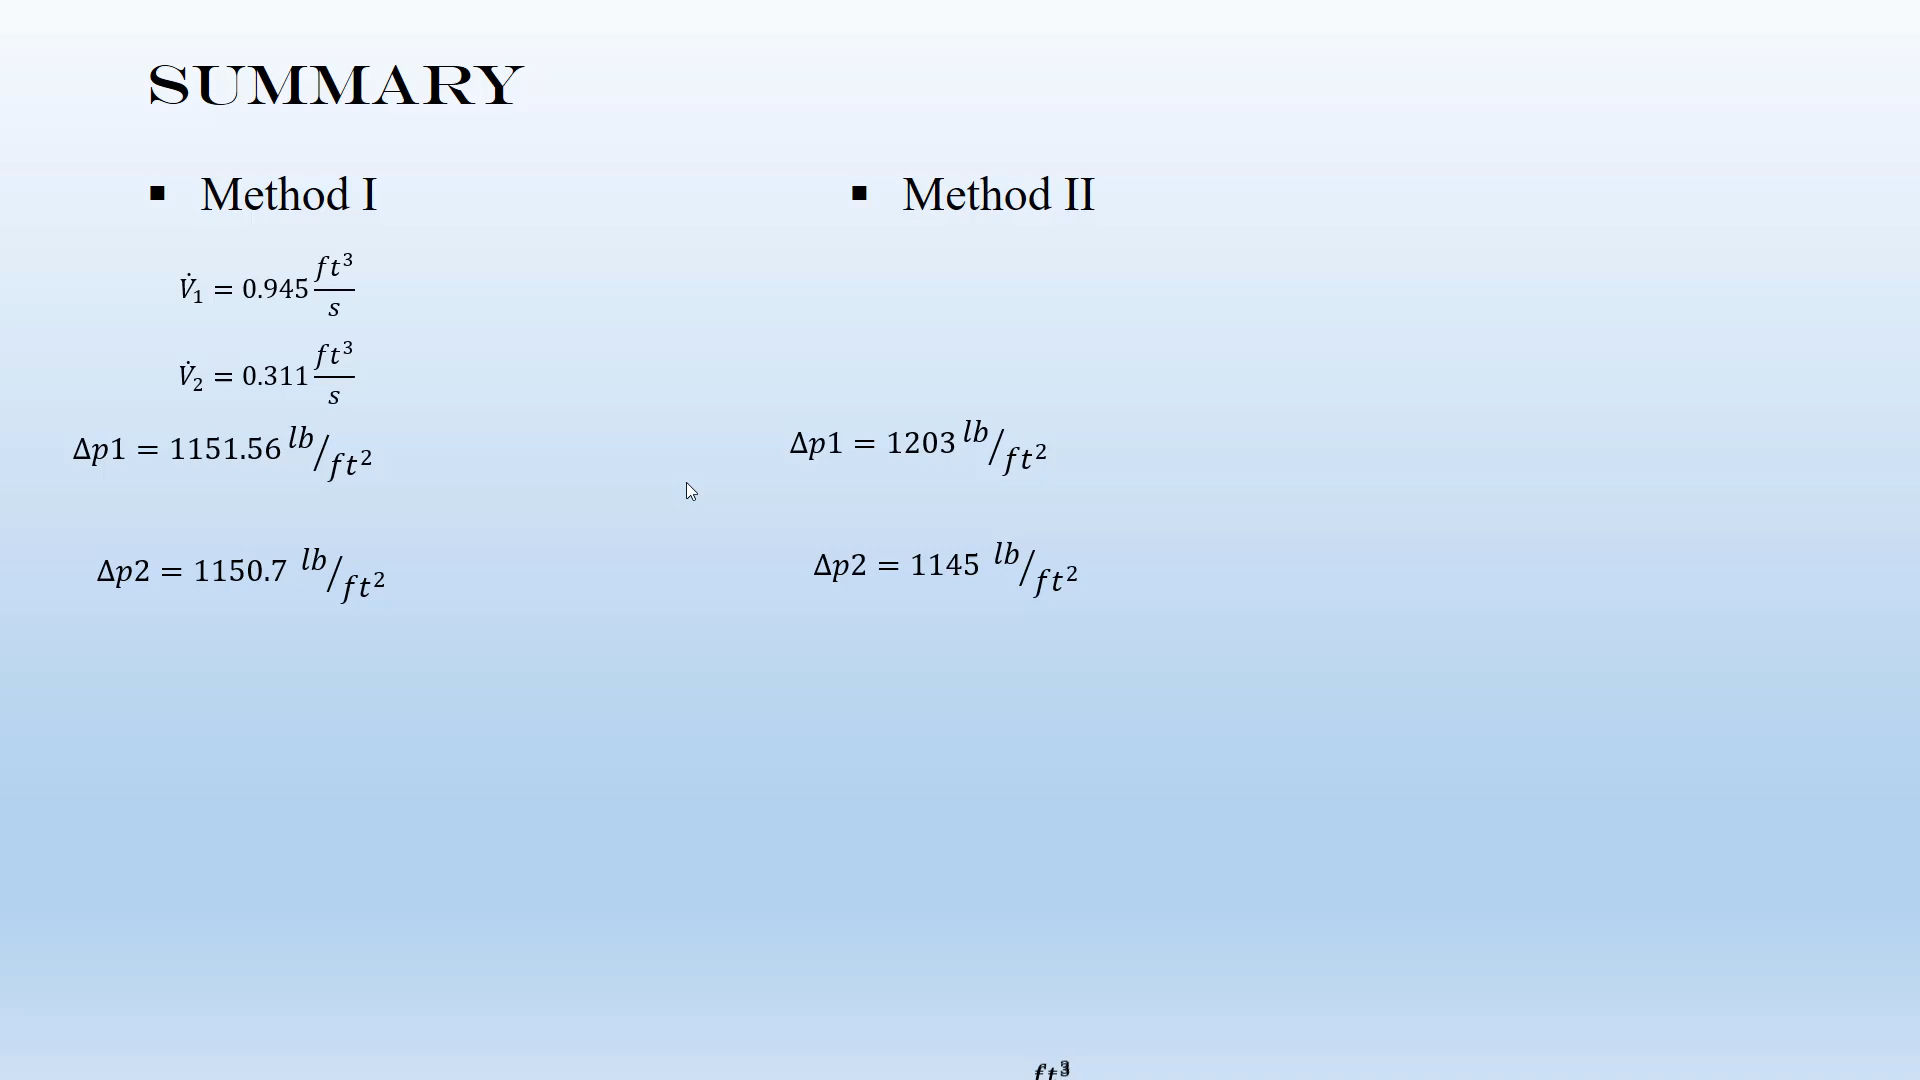 SUMMARY
▪ Method I
V̇₁ = 0.945 ft³/s
V̇₂ = 0.311 ft³/s
Δp1 = 1151.56 lb/ft²
Δp2 = 1150.7 lb/ft²
▪ Method II
Δp1 = 1203 lb/ft²
Δp2 = 1145 lb/ft²
ft³